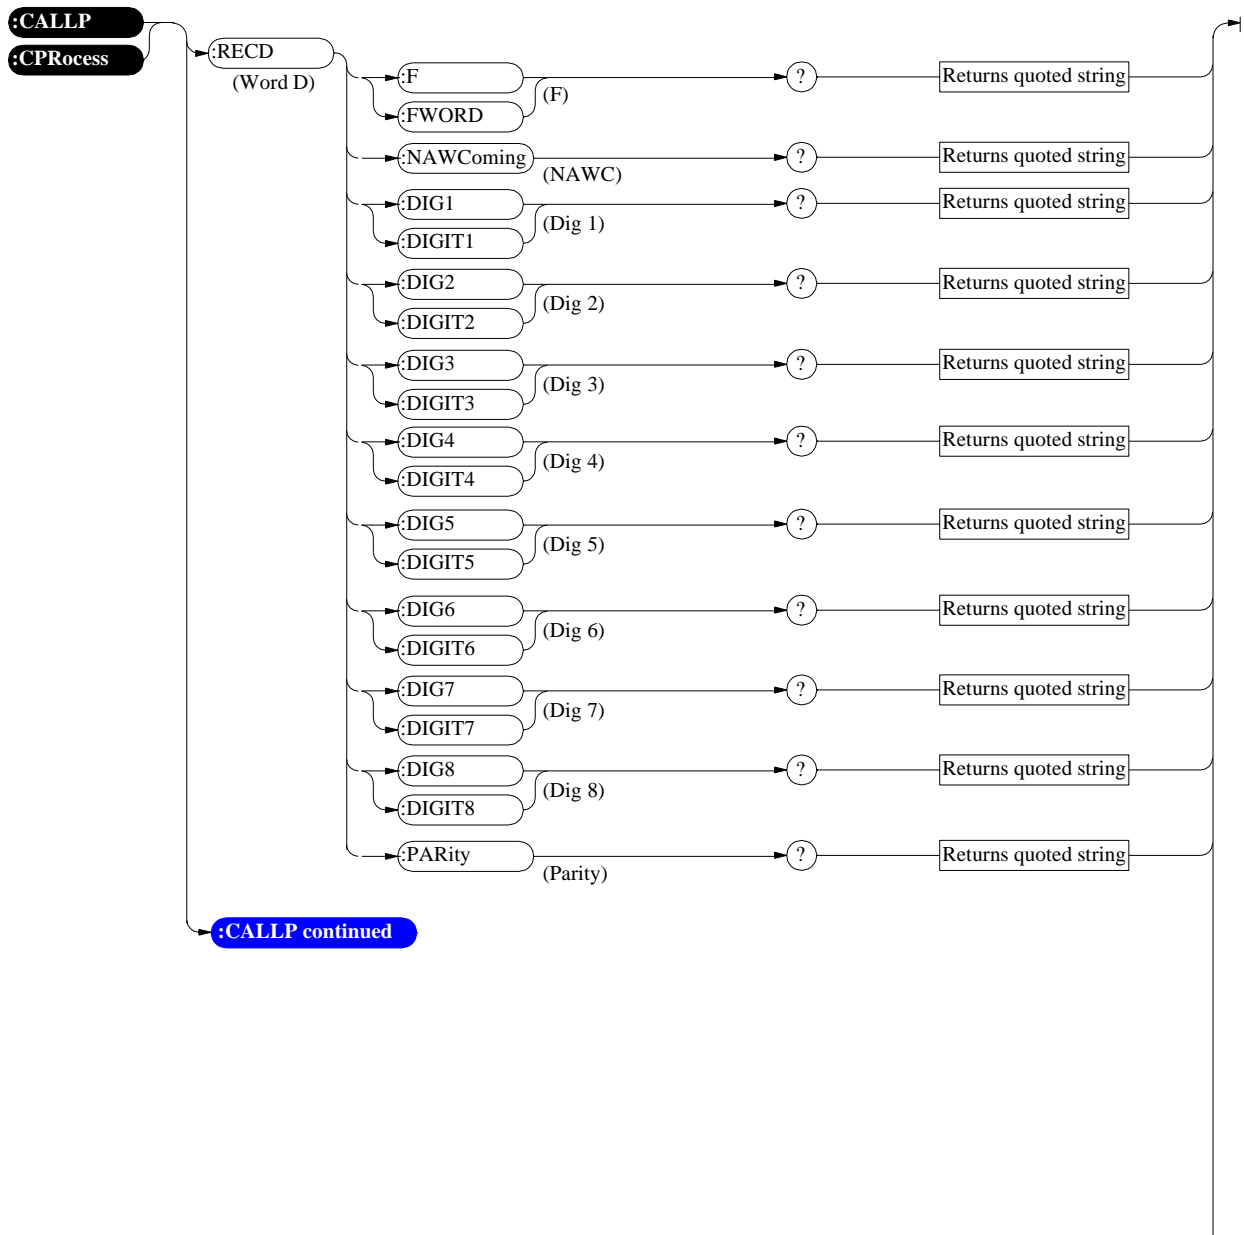 :CALLP
:CPRocess
:RECD
(Word D)
:F
:FWORD
(F)
?
Returns quoted string
:NAWComing
(NAWC)
?
Returns quoted string
:DIG1
:DIGIT1
(Dig 1)
?
Returns quoted string
:DIG2
:DIGIT2
(Dig 2)
?
Returns quoted string
:DIG3
:DIGIT3
(Dig 3)
?
Returns quoted string
:DIG4
:DIGIT4
(Dig 4)
?
Returns quoted string
:DIG5
:DIGIT5
(Dig 5)
?
Returns quoted string
:DIG6
:DIGIT6
(Dig 6)
?
Returns quoted string
:DIG7
:DIGIT7
(Dig 7)
?
Returns quoted string
:DIG8
:DIGIT8
(Dig 8)
?
Returns quoted string
:PARity
(Parity)
?
Returns quoted string
:CALLP continued